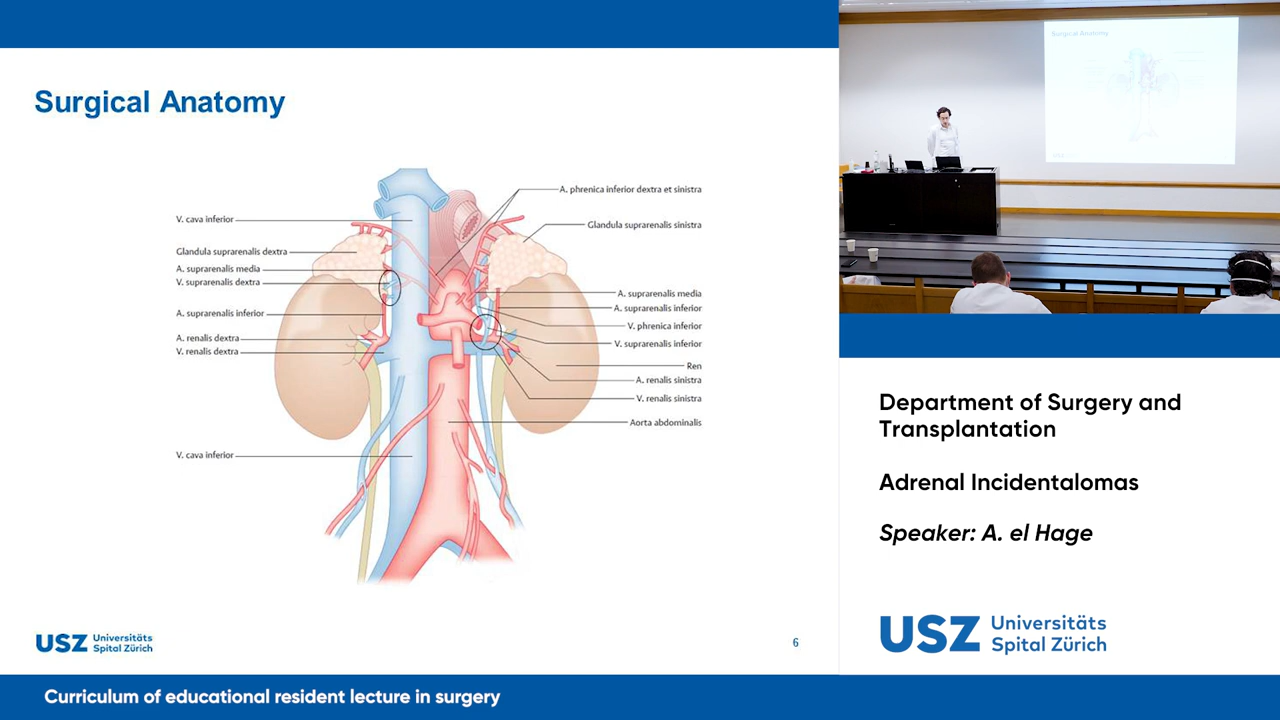 Surgical Anatomy
A. phrenica inferior dextra et sinistra
V. cava inferior
Glandula suprarenalis sinistra
Glandula suprarenalis dextra
A. suprarenalis media
V. suprarenalis dextra
A. suprarenalis media
A. suprarenalis inferior
A. suprarenalis inferior
V. phrenica inferior
A. renalis dextra
V. suprarenalis inferior
V. renalis dextra
Ren
A. renalis sinistra
V. renalis sinistra
Aorta abdominalis
V. cava inferior
USZ Universitäts
Spital Zürich
6
Curriculum of educational resident lecture in surgery
Surgical Anatomy
Department of Surgery and
Transplantation
Adrenal Incidentalomas
Speaker: A. el Hage
USZ Universitäts
Spital Zürich